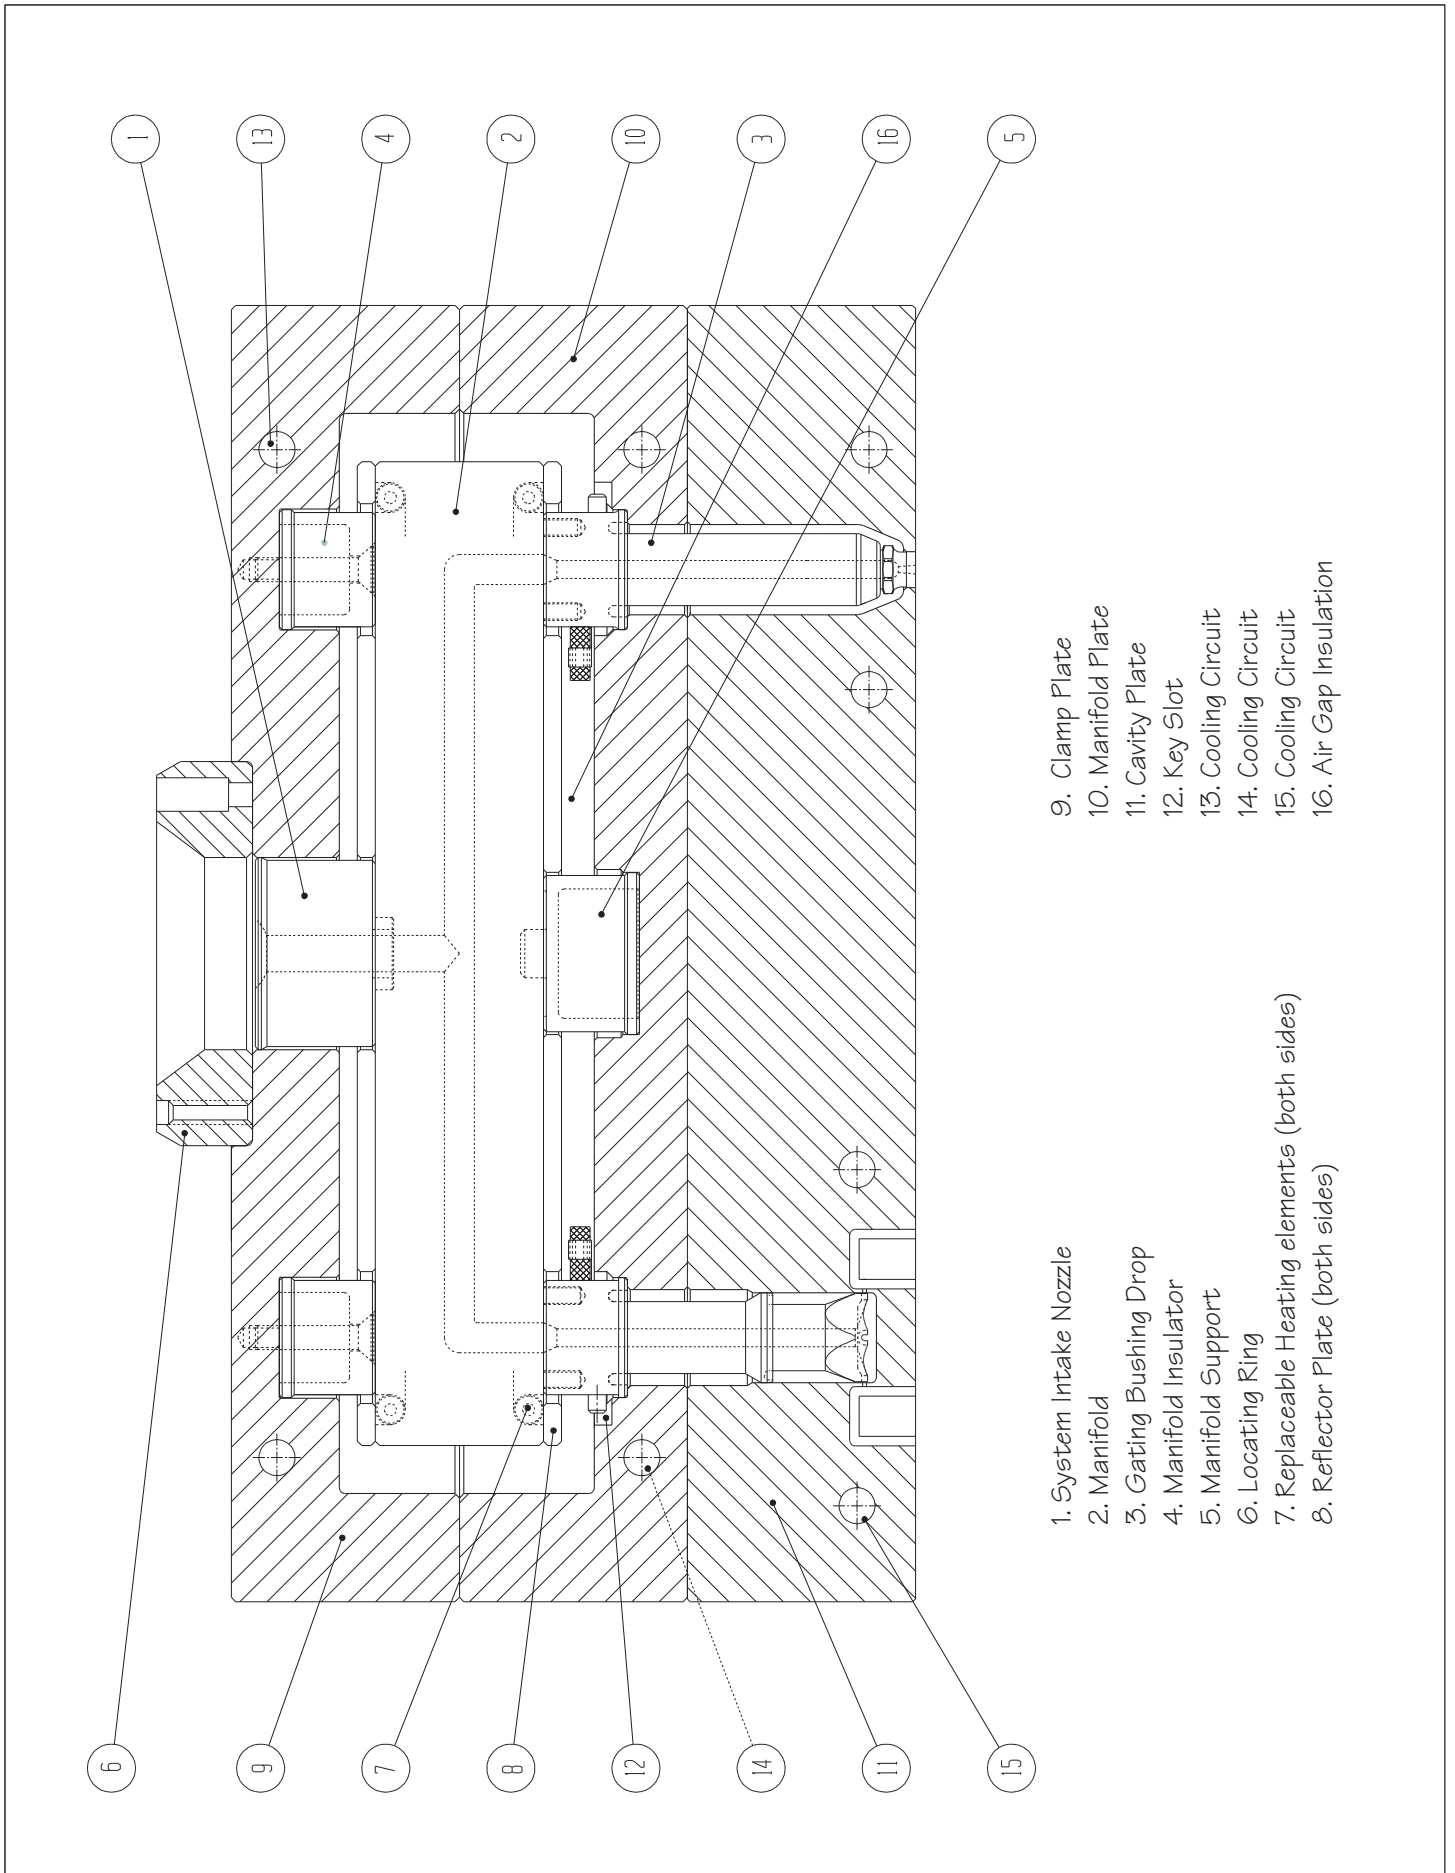 6
9
7
8
12
14
11
15
1
13
4
2
10
3
16
5
1. System Intake Nozzle
2. Manifold
3. Gating Bushing Drop
4. Manifold Insulator
5. Manifold Support
6. Locating Ring
7. Replaceable Heating elements (both sides)
8. Reflector Plate (both sides)
9. Clamp Plate
10. Manifold Plate
11. Cavity Plate
12. Key Slot
13. Cooling Circuit
14. Cooling Circuit
15. Cooling Circuit
16. Air Gap Insulation